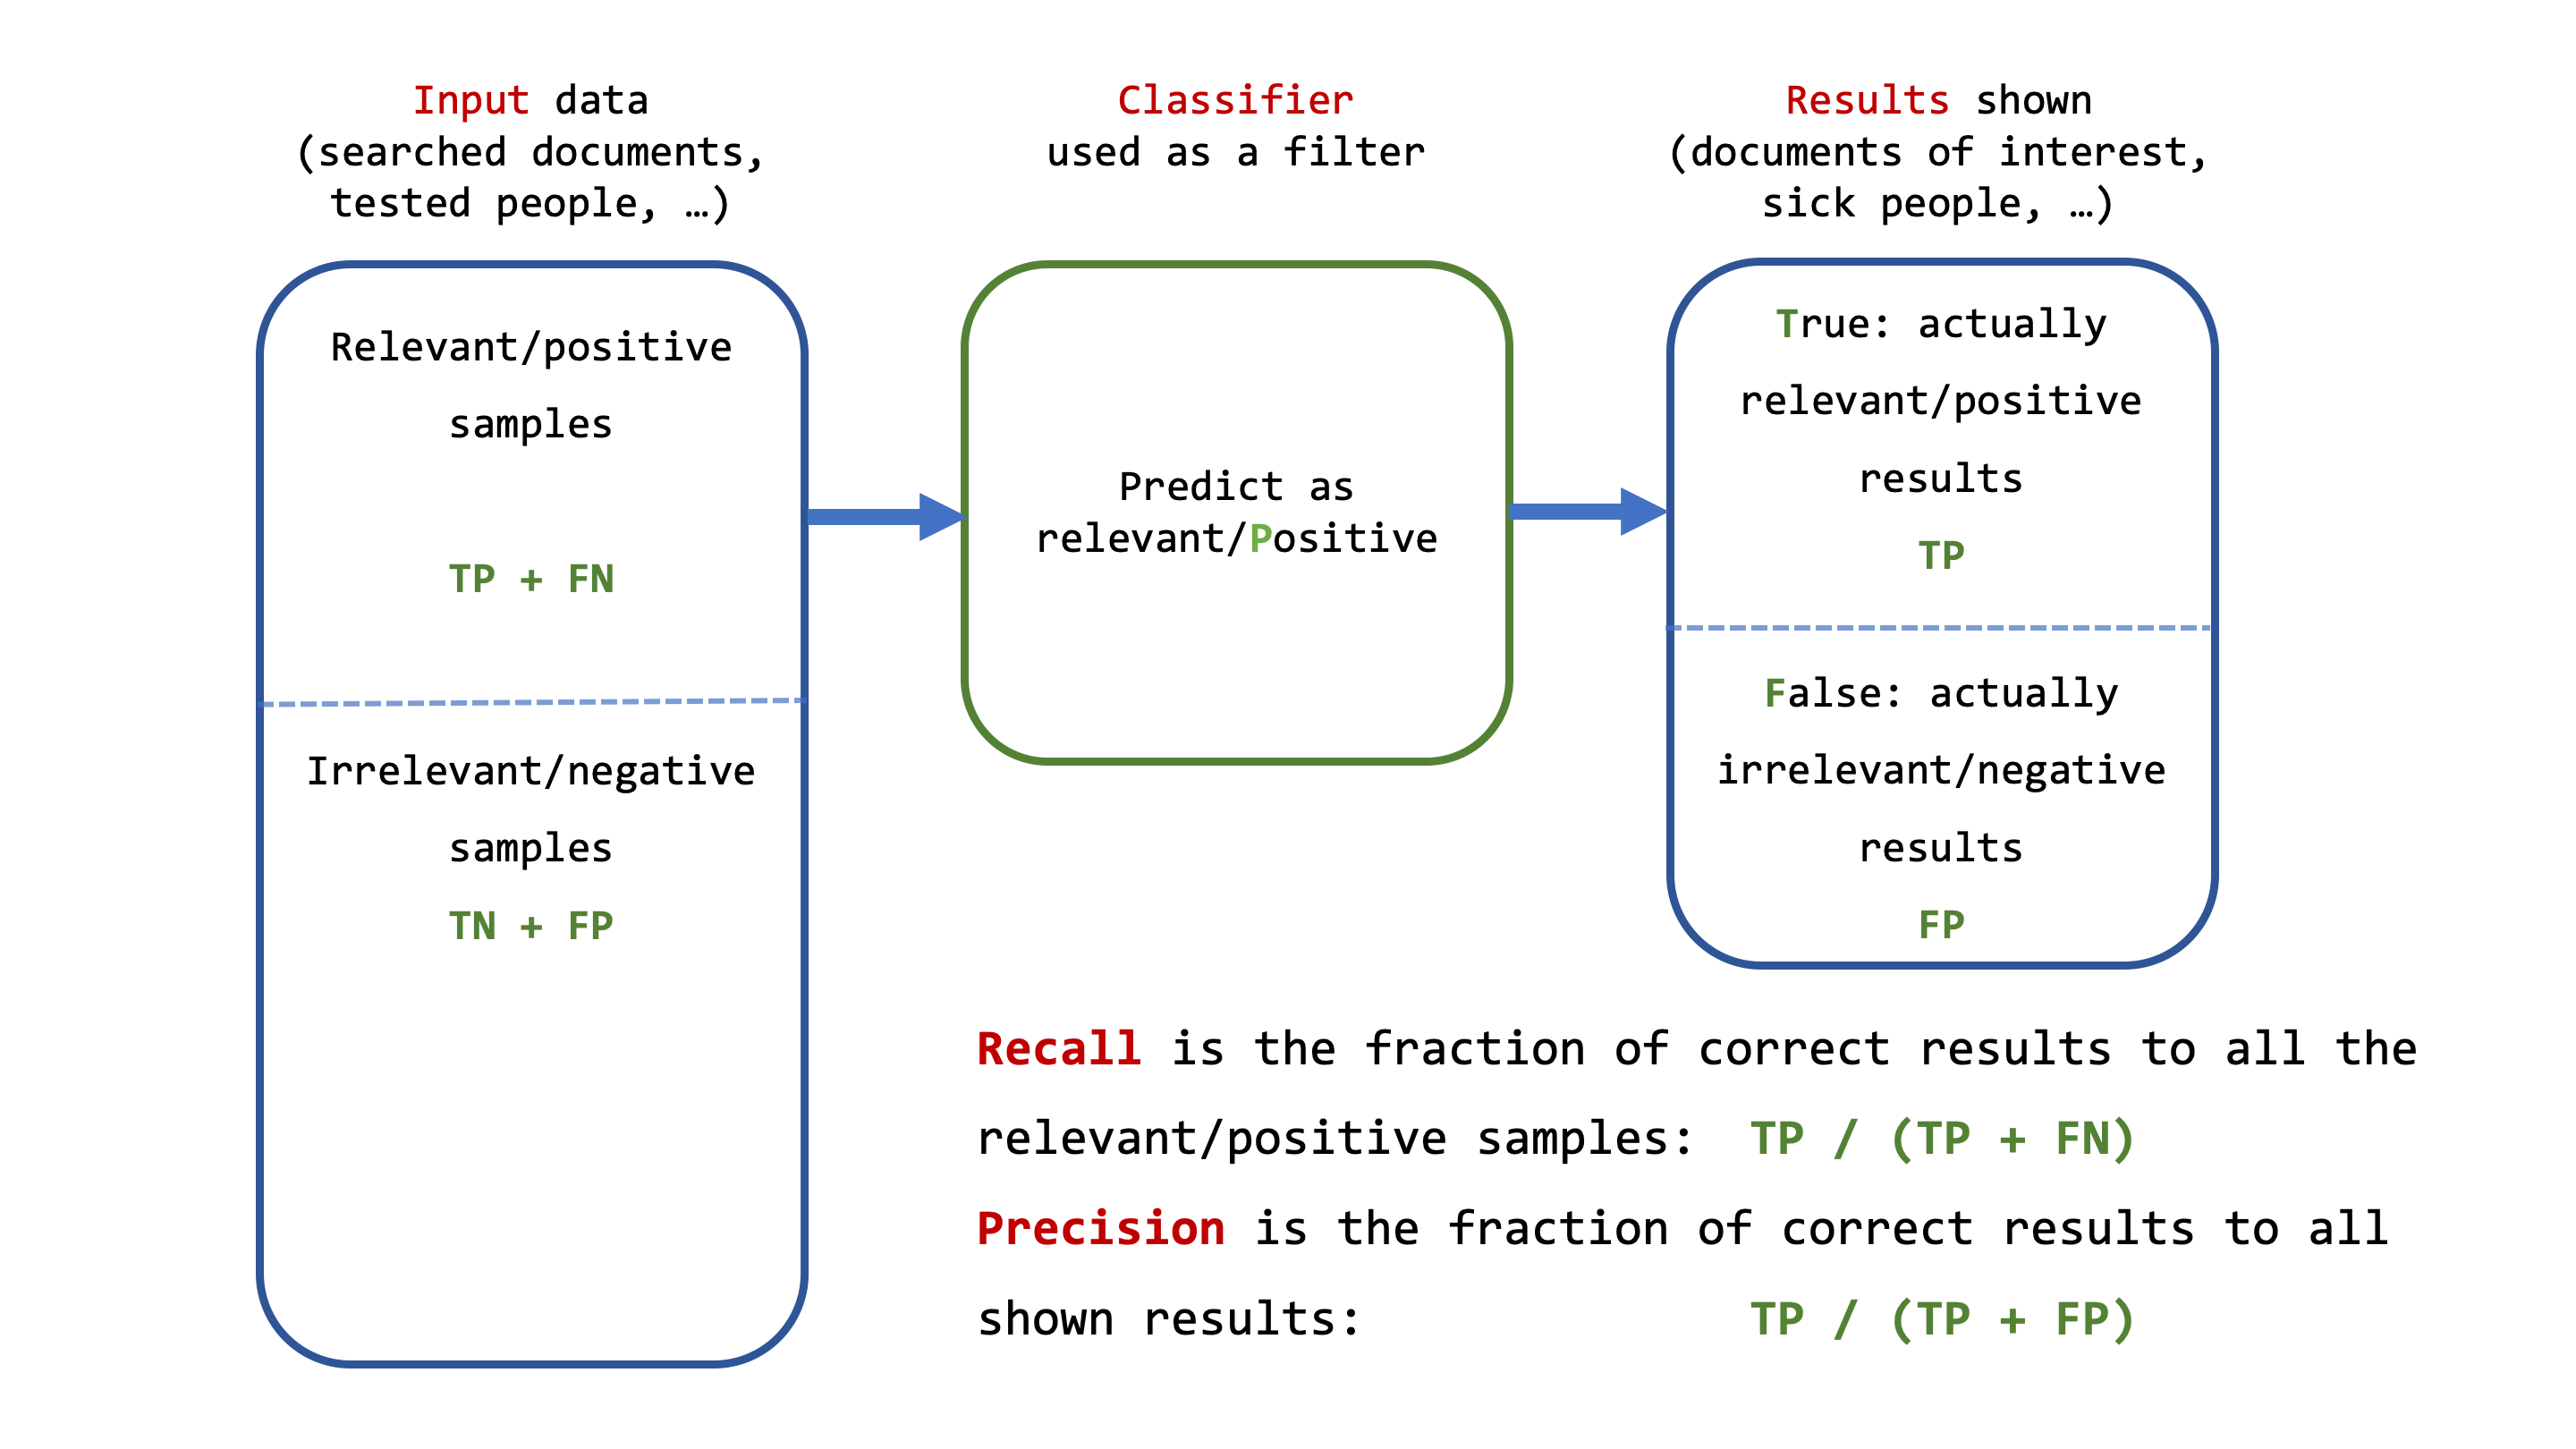 Input data
(searched documents,
tested people, …)
Classifier
used as a filter
Results shown
(documents of interest,
sick people, …)
Relevant/positive
samples
TP + FN
Irrelevant/negative
samples
TN + FP
Predict as
relevant/Positive
True: actually
relevant/positive
results
TP
False: actually
irrelevant/negative
results
FP
Recall is the fraction of correct results to all the
relevant/positive samples: TP / (TP + FN)
Precision is the fraction of correct results to all
shown results: TP / (TP + FP)